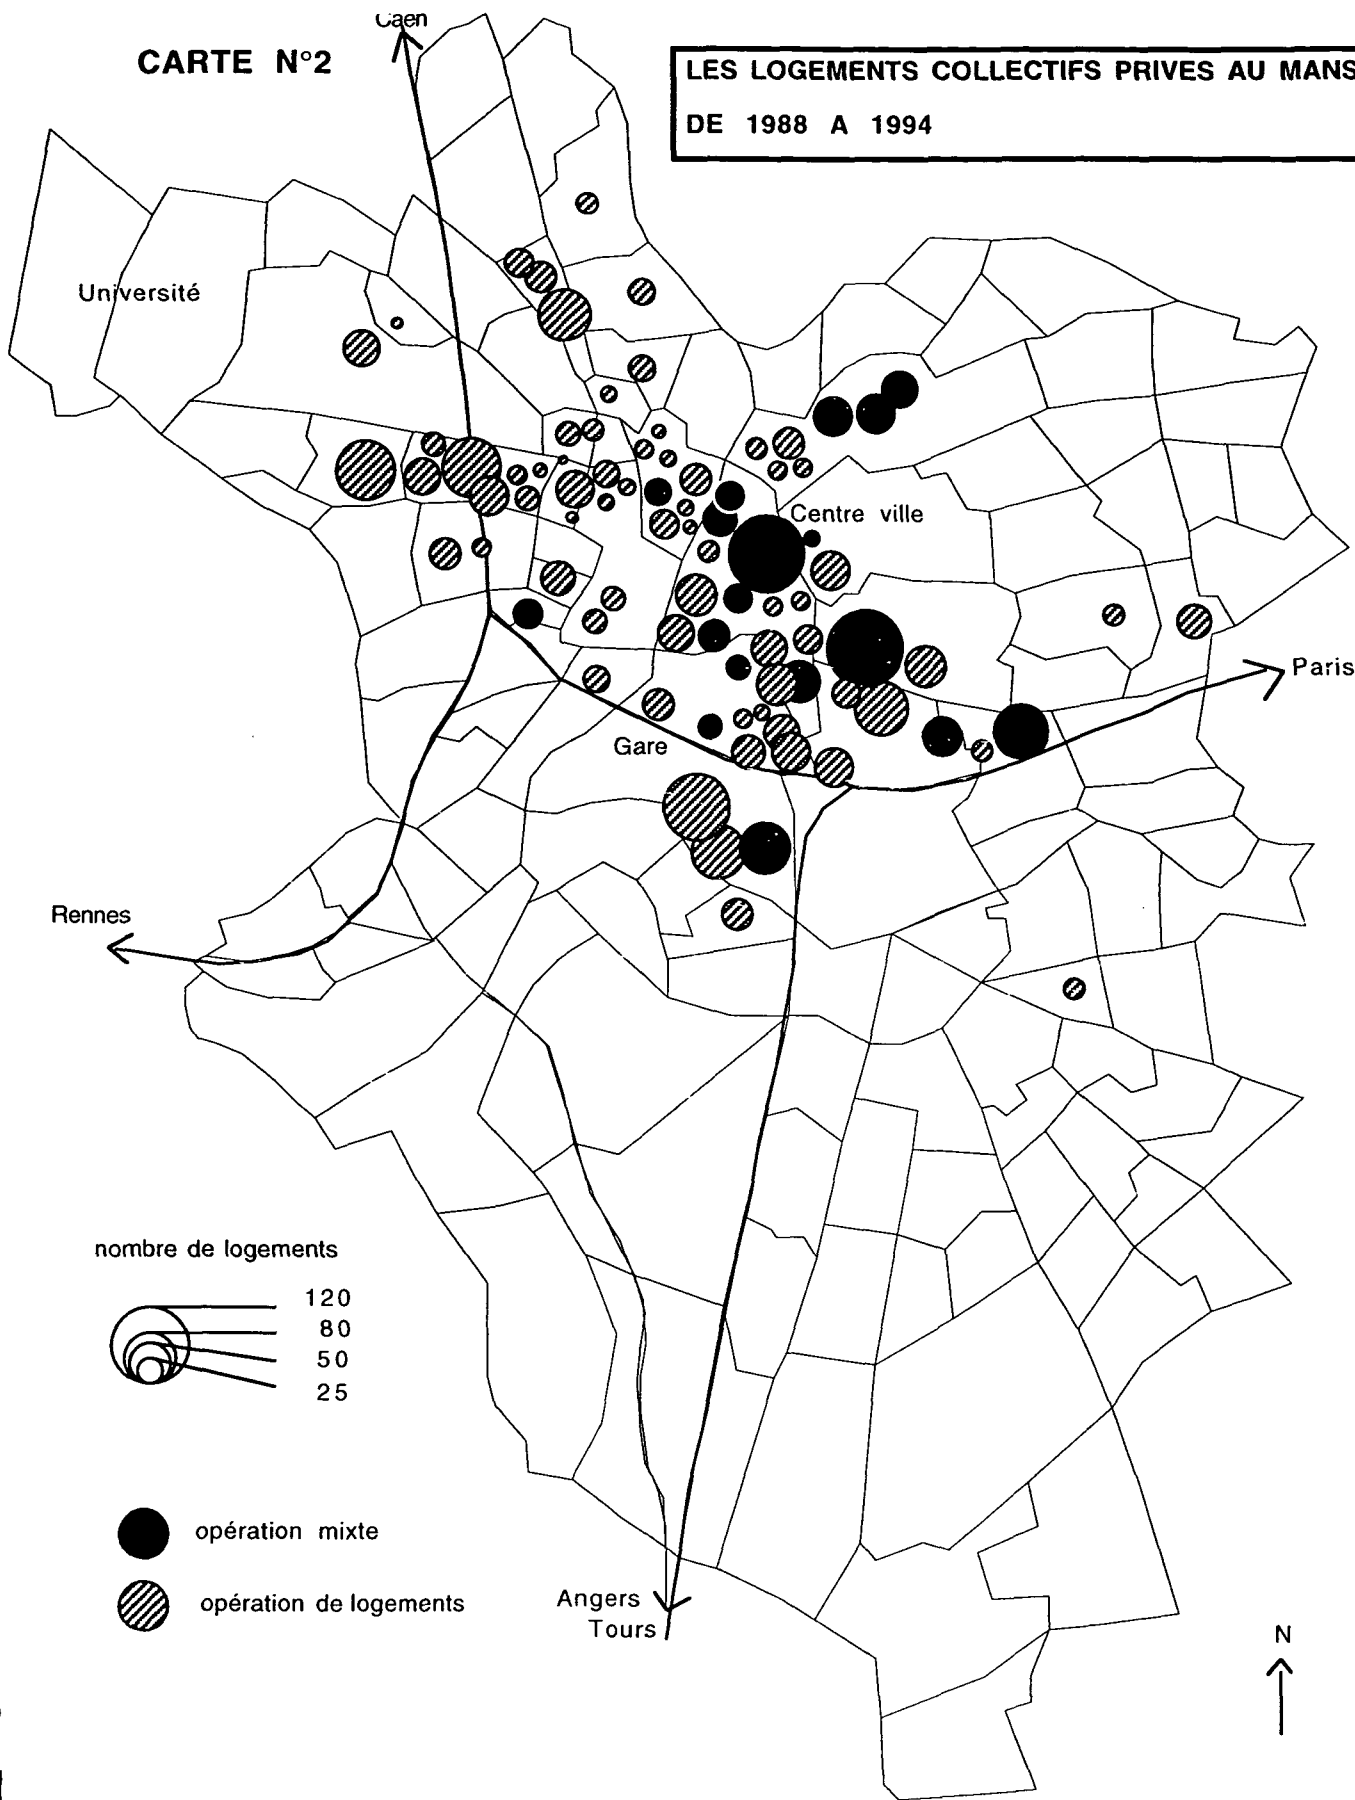 Caen
CARTE N°2
LES LOGEMENTS COLLECTIFS PRIVES AU MANS
DE 1988 A 1994
Université
Centre ville
Paris
Gare
Rennes
nombre de logements
120
80
50
25
opération mixte
opération de logements
Angers
Tours
N